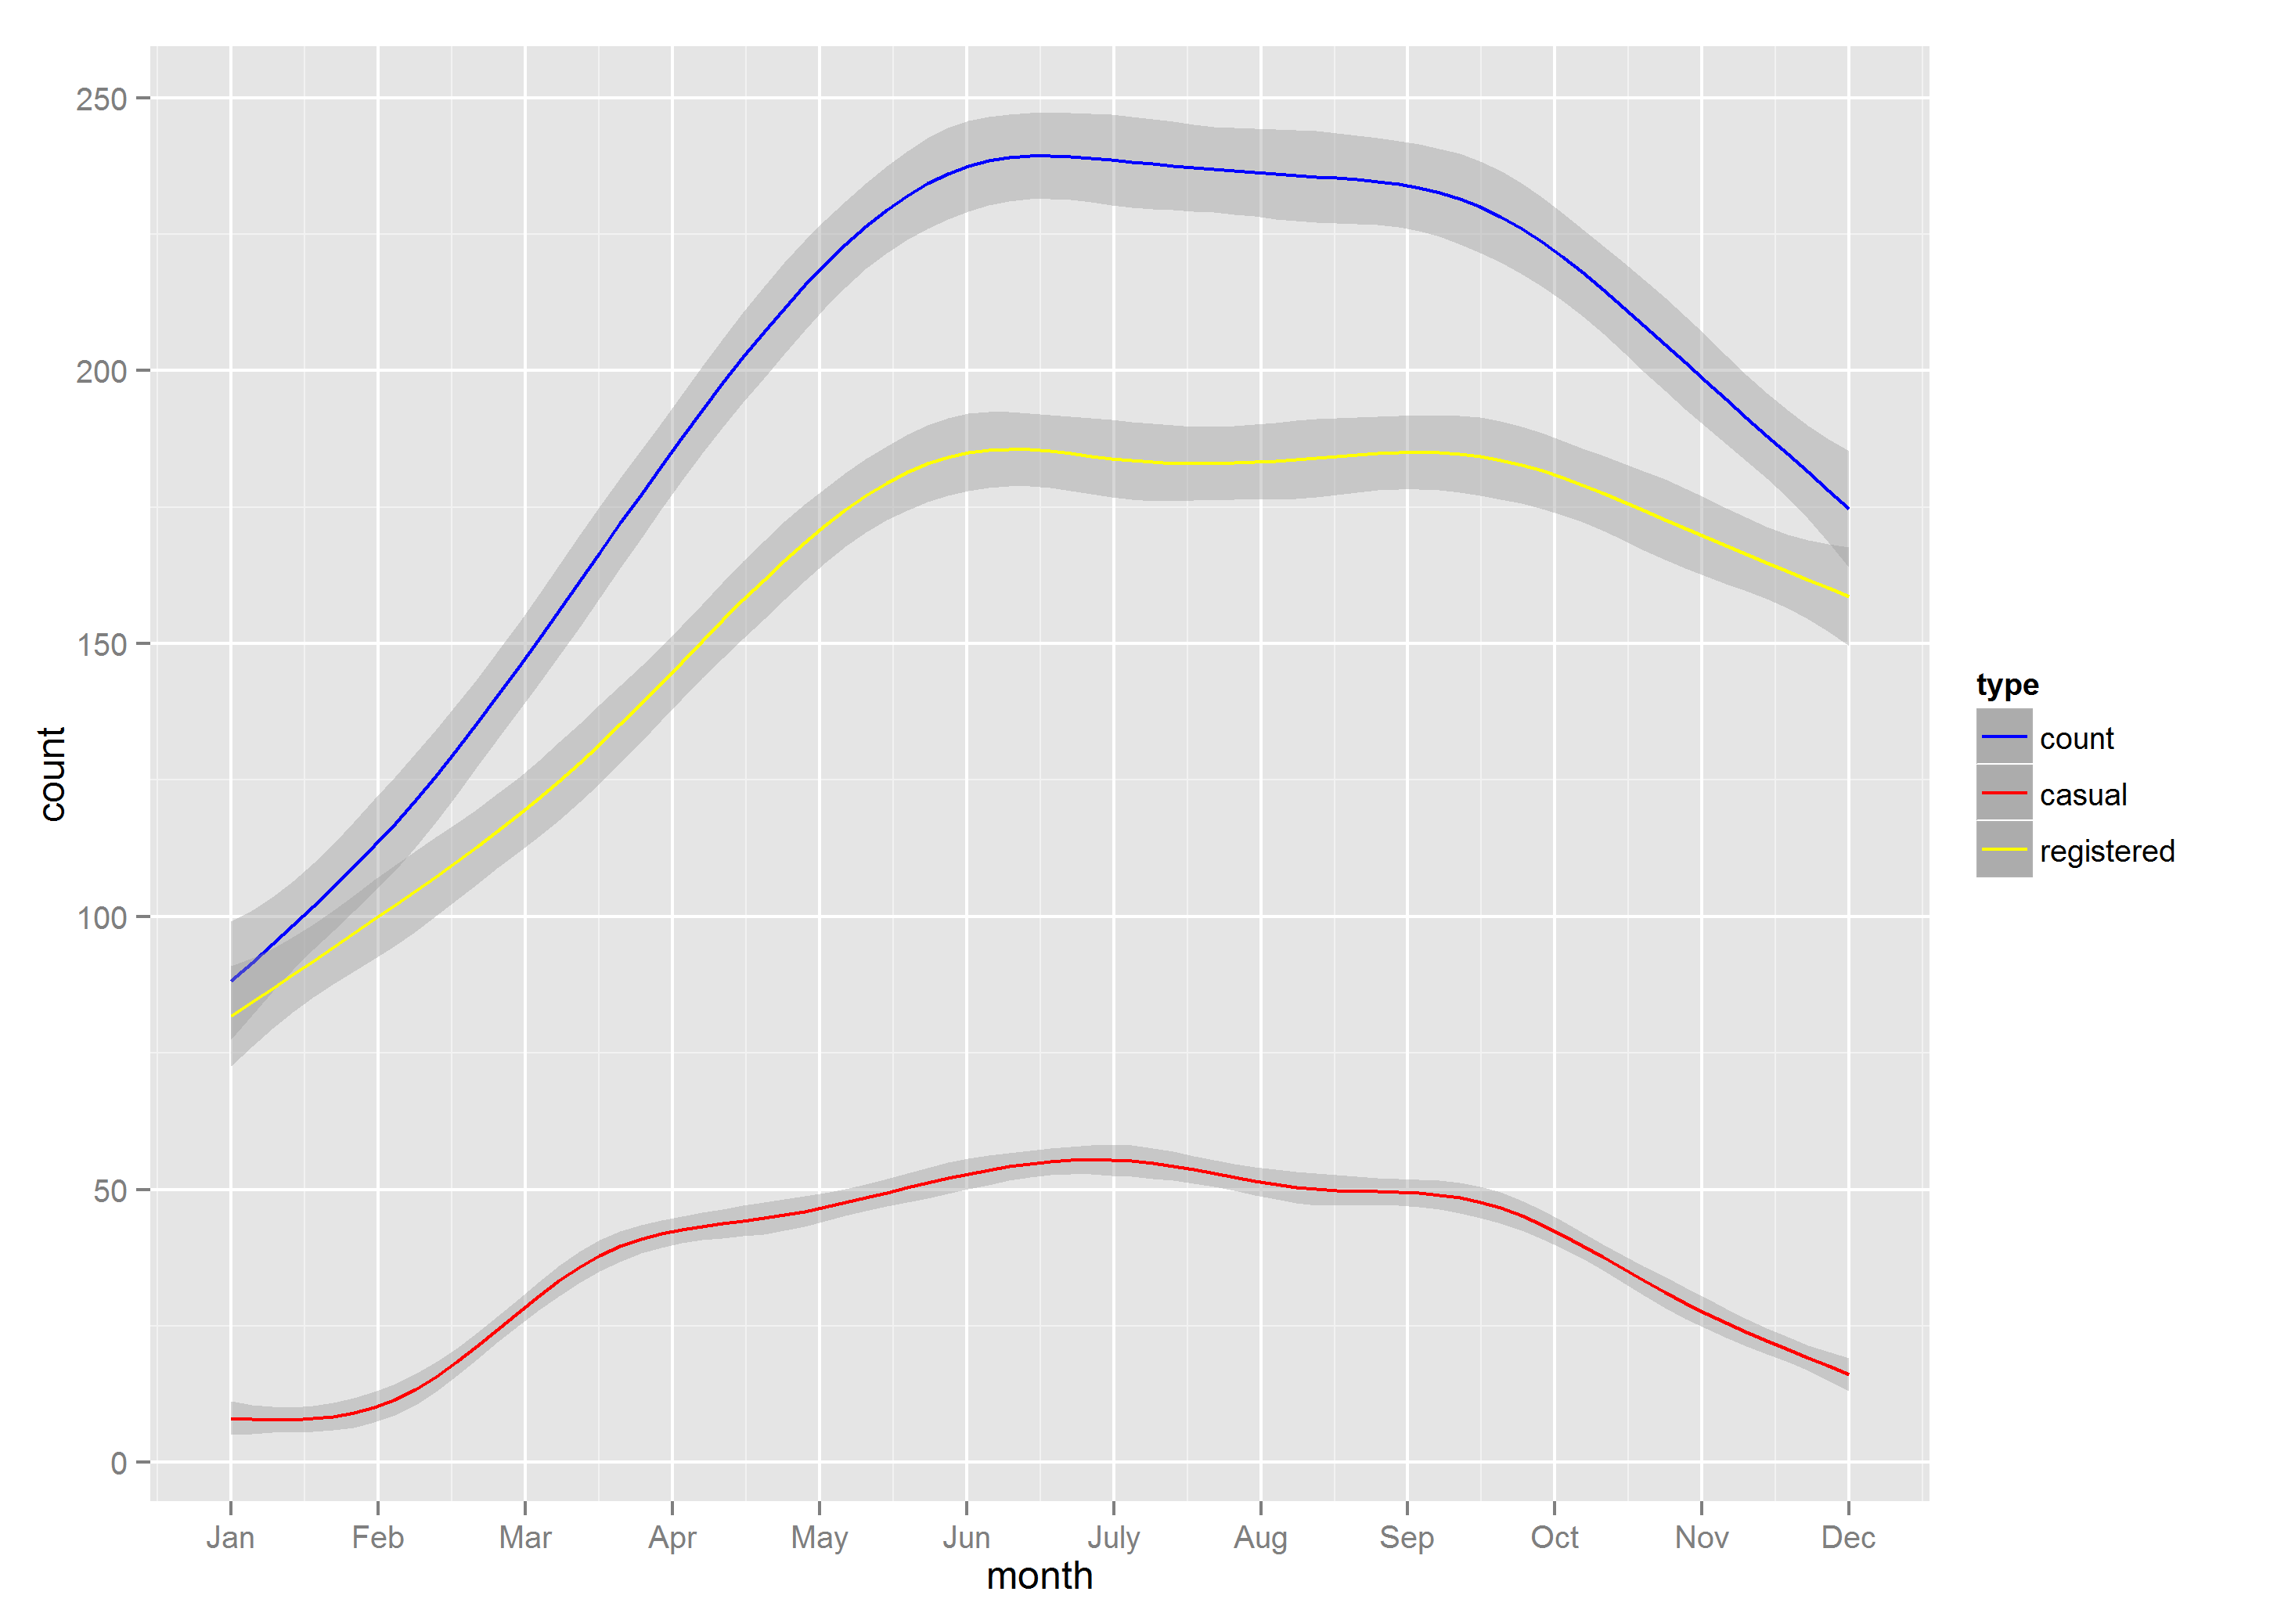 250
200
150
100
50
0
count
Jan Feb Mar Apr May Jun July Aug Sep Oct Nov Dec
month
type
count
casual
registered